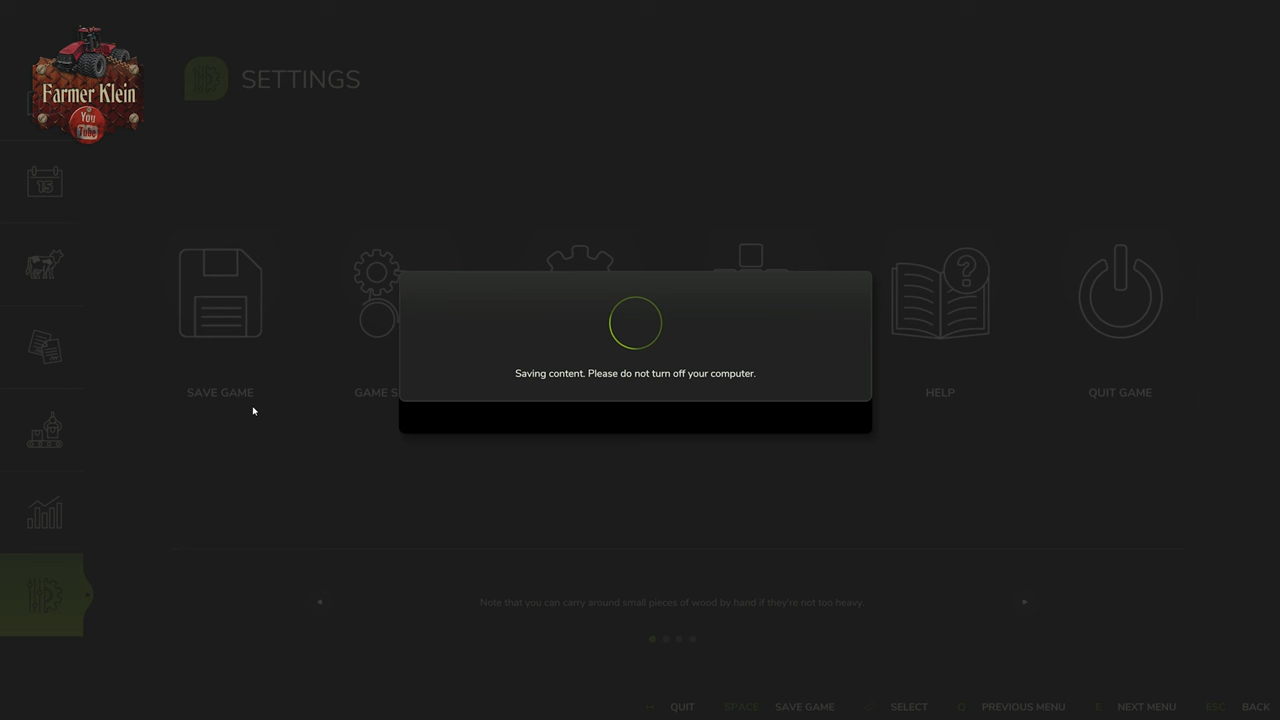 Farmer Klein
You
Tube
SETTINGS
15
SAVE GAME
GAME S
HELP
QUIT GAME
?
Saving content. Please do not turn off your computer.
Note that you can carry around small pieces of wood by hand if they're not too heavy.
QUIT SPACE SAVE GAME SELECT Q PREVIOUS MENU E NEXT MENU ESC BACK